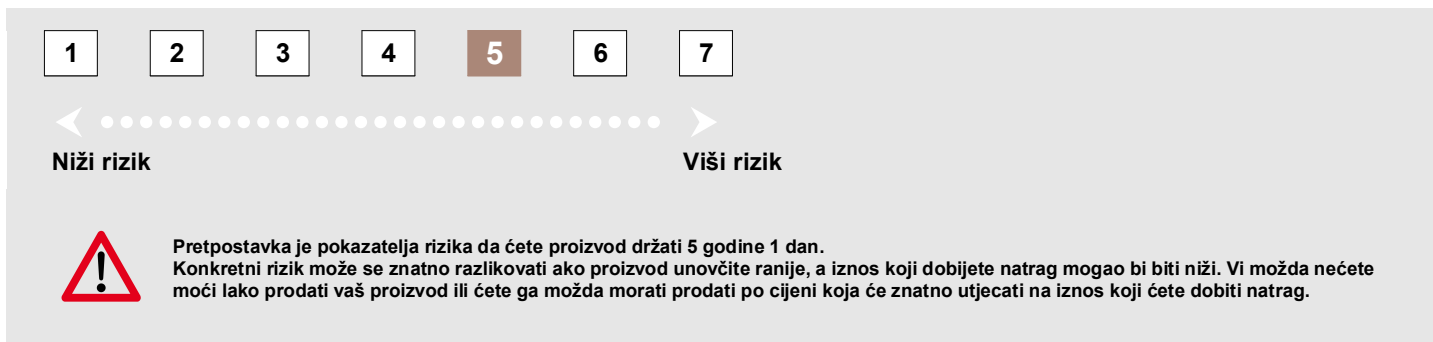 1 2 3 4 5 6 7
Niži rizik Viši rizik
Pretpostavka je pokazatelja rizika da ćete proizvod držati 5 godine 1 dan.
Konkretni rizik može se znatno razlikovati ako proizvod unovčite ranije, a iznos koji dobijete natrag mogao bi biti niži. Vi možda nećete
moći lako prodati vaš proizvod ili ćete ga možda morati prodati po cijeni koja će znatno utjecati na iznos koji ćete dobiti natrag.